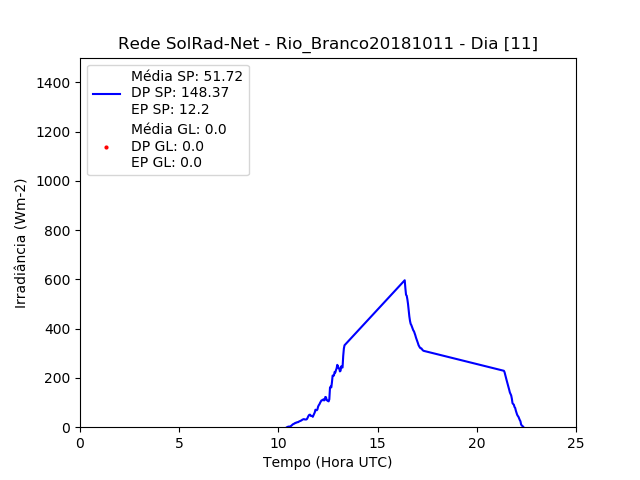 Rede SolRad-Net - Rio_Branco20181011 - Dia [11]
Média SP: 51.72
DP SP: 148.37
EP SP: 12.2
Média GL: 0.0
DP GL: 0.0
EP GL: 0.0
1400
1200
1000
800
600
400
200
0
Irradiância (Wm-2)
0 5 10 15 20 25
Tempo (Hora UTC)